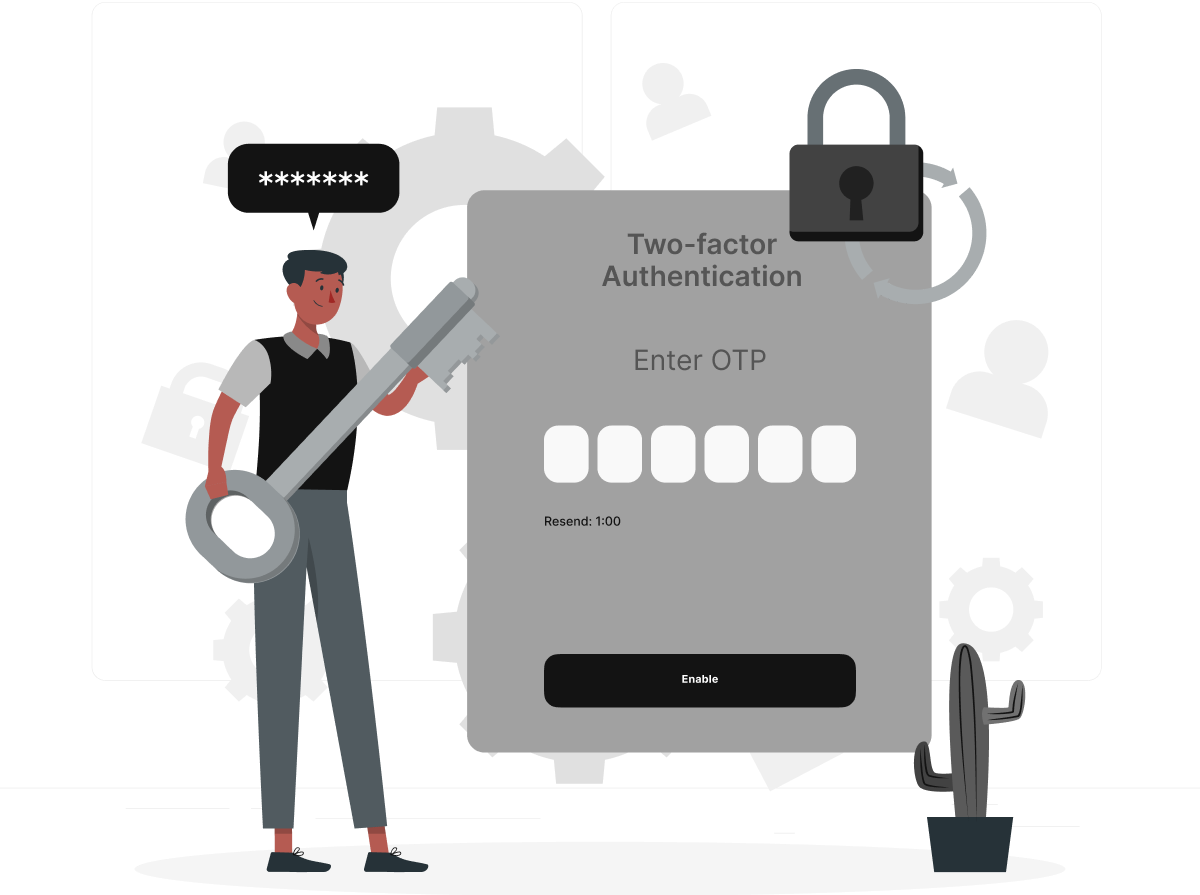 *******
Two-factor
Authentication
Enter OTP
Resend: 1:00
Enable